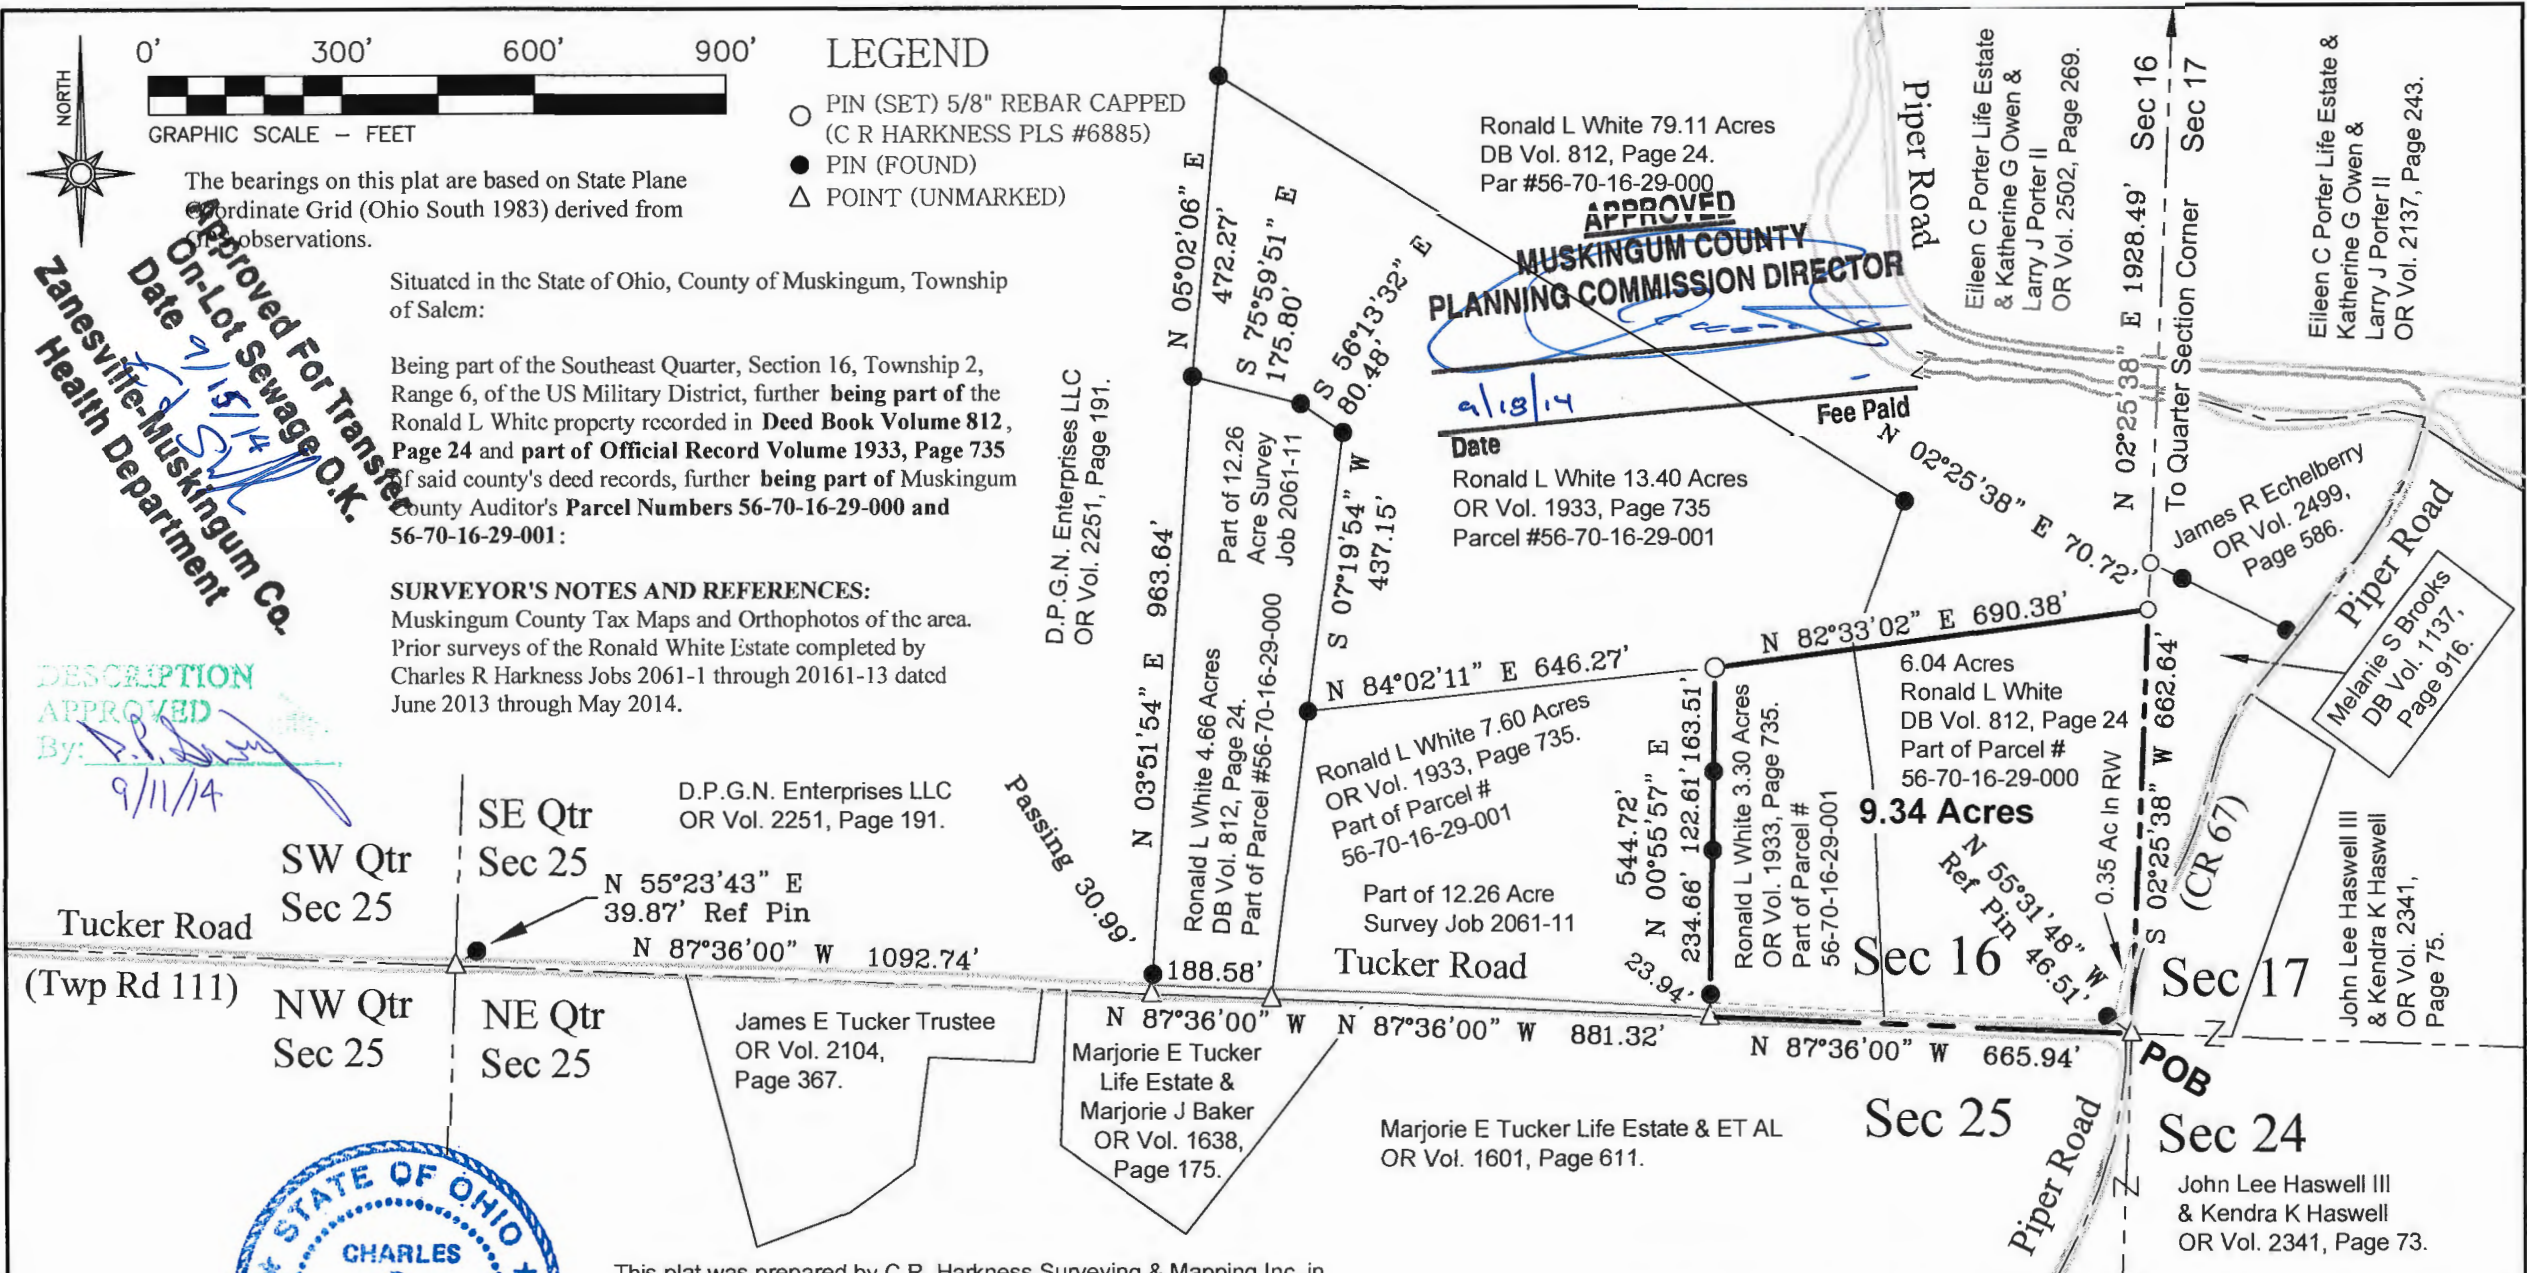 0' 300' 600' 900'
GRAPHIC SCALE – FEET
NORTH
LEGEND
PIN (SET) 5/8" REBAR CAPPED
(C R HARKNESS PLS #6885)
PIN (FOUND)
POINT (UNMARKED)
The bearings on this plat are based on State Plane
Coordinate Grid (Ohio South 1983) derived from
GPS observations.
Approved For Transfer
On-Lot Sewage O.K.
Date 9/15/14
Zanesville-Muskingum Co.
Health Department
Situated in the State of Ohio, County of Muskingum, Township
of Salem:
Being part of the Southeast Quarter, Section 16, Township 2,
Range 6, of the US Military District, further being part of the
Ronald L White property recorded in Deed Book Volume 812,
Page 24 and part of Official Record Volume 1933, Page 735
of said county's deed records, further being part of Muskingum
County Auditor's Parcel Numbers 56-70-16-29-000 and
56-70-16-29-001:
SURVEYOR'S NOTES AND REFERENCES:
Muskingum County Tax Maps and Orthophotos of the area.
Prior surveys of the Ronald White Estate completed by
Charles R Harkness Jobs 2061-1 through 20161-13 dated
June 2013 through May 2014.
DESCRIPTION
APPROVED
By:
9/11/14
N 05°02'06" E
472.27'
S 75°59'51" E
175.80'
S 56°13'32" E
80.48'
Ronald L White 79.11 Acres
DB Vol. 812, Page 24.
Par #56-70-16-29-000
APPROVED
MUSKINGUM COUNTY
PLANNING COMMISSION DIRECTOR
9/18/14
Date
Fee Paid
Ronald L White 13.40 Acres
OR Vol. 1933, Page 735
Parcel #56-70-16-29-001
Piper Road
Eileen C Porter Life Estate
& Katherine G Owen &
Larry J Porter II
OR Vol. 2502, Page 269.
N 02°25'38" E 1928.49'
To Quarter Section Corner
Sec 16
Sec 17
Eileen C Porter Life Estate &
Katherine G Owen &
Larry J Porter II
OR Vol. 2137, Page 243.
N 02°25'38" E 70.72'
James R Echelberry
OR Vol. 2499,
Page 586.
Piper Road
Melanie S Brooks
DB Vol. 1137,
Page 916.
D.P.G.N. Enterprises LLC
OR Vol. 2251, Page 191.
N 03°51'54" E 963.64'
Part of 12.26
Acre Survey
Job 2061-11
S 07°19'54" W
437.15'
Ronald L White 4.66 Acres
DB Vol. 812, Page 24.
Part of Parcel #56-70-16-29-000
N 84°02'11" E 646.27'
Ronald L White 7.60 Acres
OR Vol. 1933, Page 735.
Part of Parcel #
56-70-16-29-001
Part of 12.26 Acre
Survey Job 2061-11
N 82°33'02" E 690.38'
544.72'
N 00°55'57" E
234.66' 122.61' 163.51'
23.94'
Ronald L White 3.30 Acres
OR Vol. 1933, Page 735.
Part of Parcel #
56-70-16-29-001
6.04 Acres
Ronald L White
DB Vol. 812, Page 24
Part of Parcel #
56-70-16-29-000
9.34 Acres
N 55°31'48" W
Ref Pin 46.51'
0.35 Ac In RW
S 02°25'38" W 662.64'
(CR 67)
John Lee Haswell III
& Kendra K Haswell
OR Vol. 2341,
Page 75.
Sec 16
Sec 17
D.P.G.N. Enterprises LLC
OR Vol. 2251, Page 191.
Passing 30.99'
SW Qtr
Sec 25
SE Qtr
Sec 25
N 55°23'43" E
39.87' Ref Pin
Tucker Road
(Twp Rd 111)
N 87°36'00" W 1092.74'
188.58'
Tucker Road
NW Qtr
Sec 25
NE Qtr
Sec 25
N 87°36'00" W
N 87°36'00" W 881.32'
N 87°36'00" W 665.94'
POB
James E Tucker Trustee
OR Vol. 2104,
Page 367.
Marjorie E Tucker
Life Estate &
Marjorie J Baker
OR Vol. 1638,
Page 175.
Marjorie E Tucker Life Estate & ET AL
OR Vol. 1601, Page 611.
Sec 25
Piper Road
Sec 24
John Lee Haswell III
& Kendra K Haswell
OR Vol. 2341, Page 73.
STATE OF OHIO
CHARLES
This plat was prepared by C.R. Harkness Surveying & Mapping Inc. in